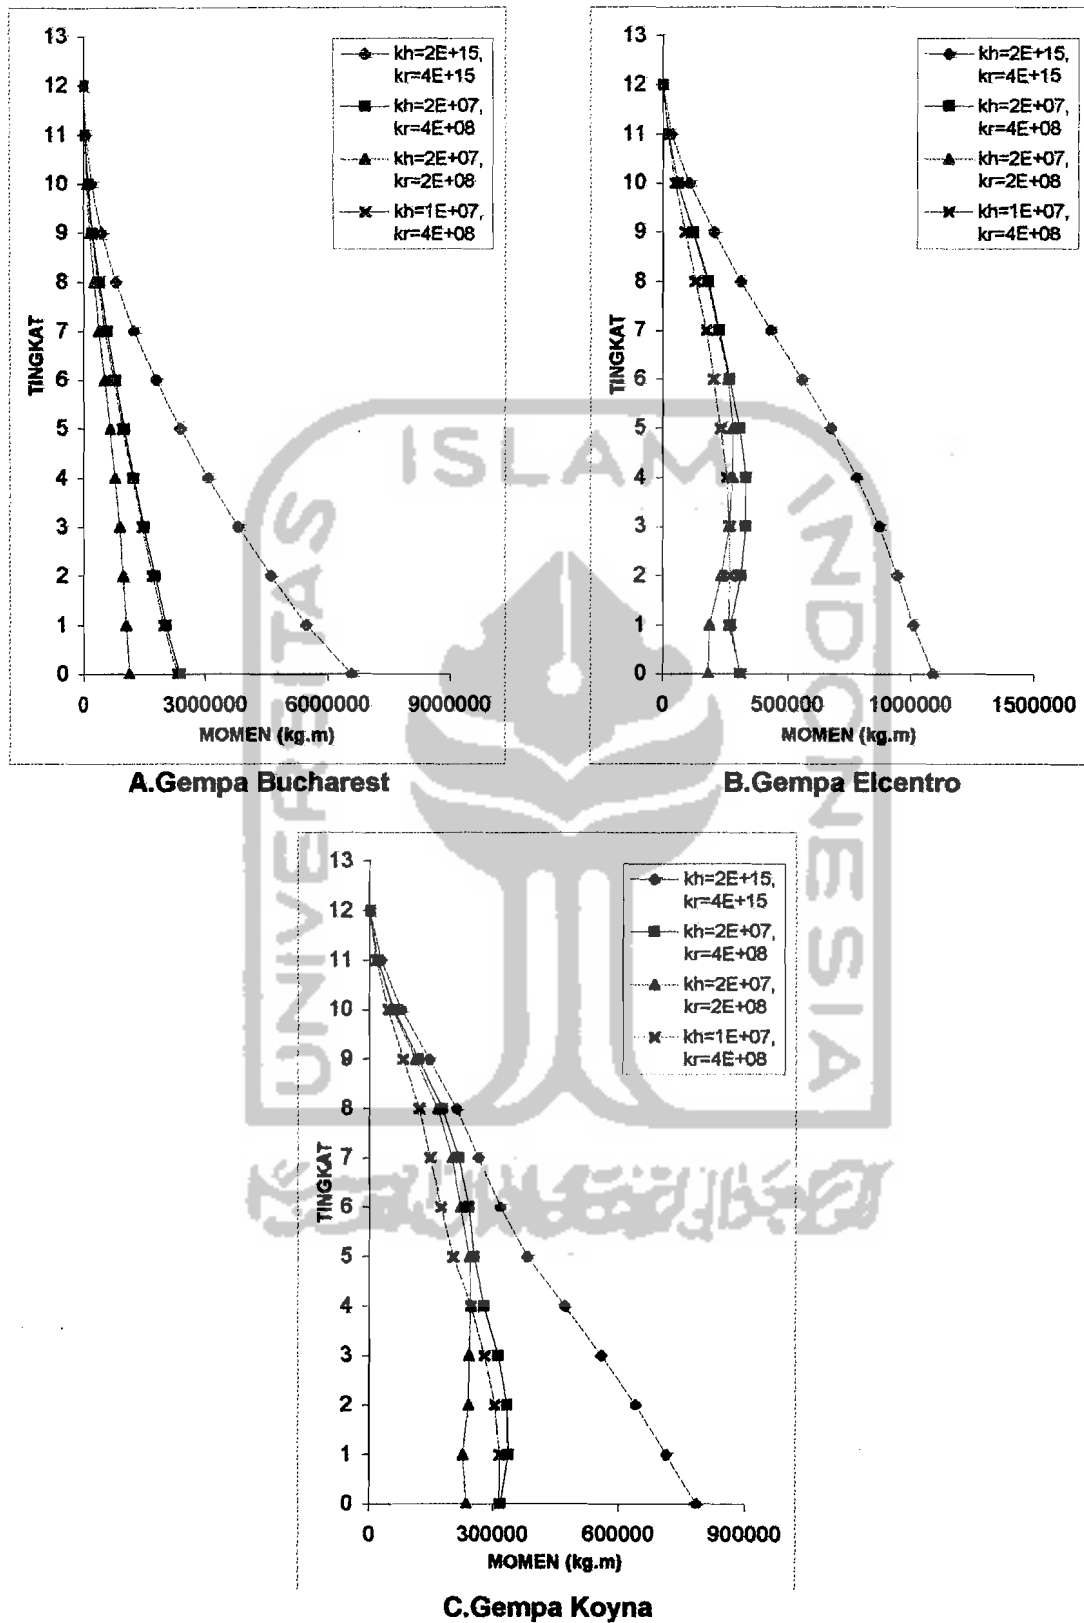 13
12
11
10
9
8
7
6
5
4
3
2
1
0
TINGKAT
0 3000000 6000000 9000000
MOMEN (kg.m)
kh=2E+15,
kr=4E+15
kh=2E+07,
kr=4E+08
kh=2E+07,
kr=2E+08
kh=1E+07,
kr=4E+08
A.Gempa Bucharest
13
12
11
10
9
8
7
6
5
4
3
2
1
0
TINGKAT
0 500000 1000000 1500000
MOMEN (kg.m)
kh=2E+15,
kr=4E+15
kh=2E+07,
kr=4E+08
kh=2E+07,
kr=2E+08
kh=1E+07,
kr=4E+08
B.Gempa Elcentro
13
12
11
10
9
8
7
6
5
4
3
2
1
0
TINGKAT
0 300000 600000 900000
MOMEN (kg.m)
kh=2E+15,
kr=4E+15
kh=2E+07,
kr=4E+08
kh=2E+07,
kr=2E+08
kh=1E+07,
kr=4E+08
C.Gempa Koyna
UNIVERSITAS
ISLAM
INDONESIA